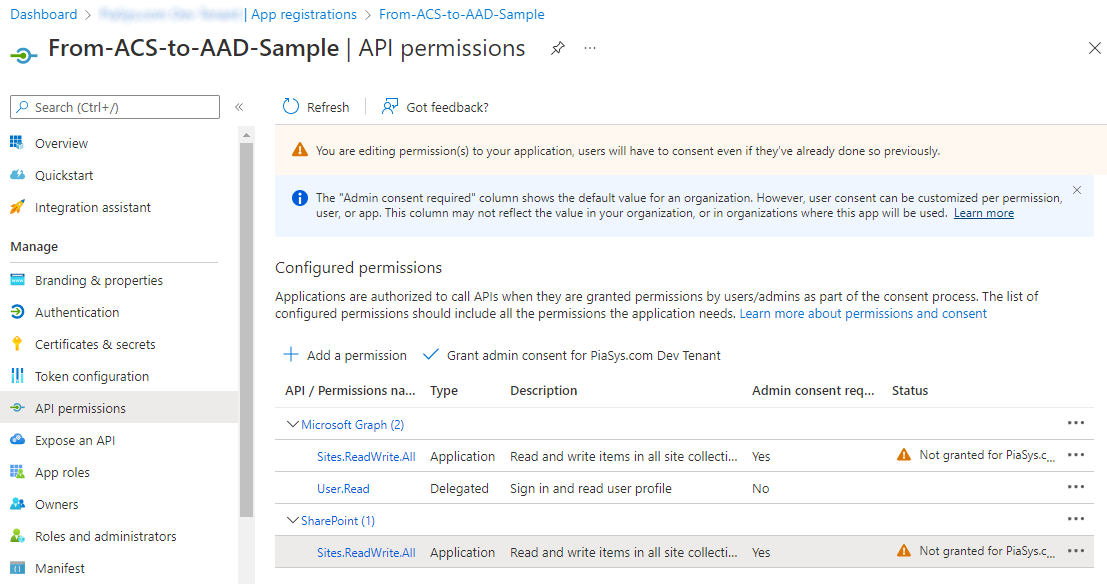 Dashboard > | App registrations > From-ACS-to-AAD-Sample
From-ACS-to-AAD-Sample | API permissions
Search (Ctrl+/)
Refresh
Got feedback?
Overview
Quickstart
Integration assistant
Manage
Branding & properties
Authentication
Certificates & secrets
Token configuration
API permissions
Expose an API
App roles
Owners
Roles and administrators
Manifest
You are editing permission(s) to your application, users will have to consent even if they've already done so previously.
The "Admin consent required" column shows the default value for an organization. However, user consent can be customized per permission,
user, or app. This column may not reflect the value in your organization, or in organizations where this app will be used. Learn more
Configured permissions
Applications are authorized to call APIs when they are granted permissions by users/admins as part of the consent process. The list of
configured permissions should include all the permissions the application needs. Learn more about permissions and consent
Add a permission Grant admin consent for PiaSys.com Dev Tenant
API / Permissions na... Type Description Admin consent req... Status
Microsoft Graph (2)
Sites.ReadWrite.All Application Read and write items in all site collecti... Yes Not granted for PiaSys.c...
User.Read Delegated Sign in and read user profile No
SharePoint (1)
Sites.ReadWrite.All Application Read and write items in all site collecti... Yes Not granted for PiaSys.c...